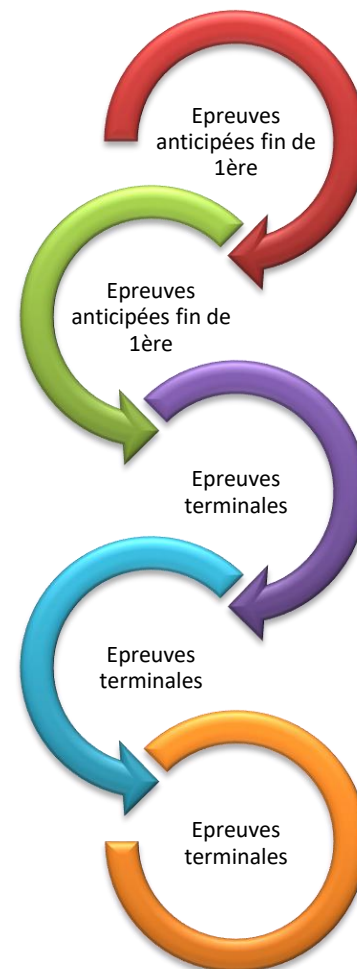 Epreuves
anticipées fin de
1ère
Epreuves
anticipées fin de
1ère
Epreuves
terminales
Epreuves
terminales
Epreuves
terminales